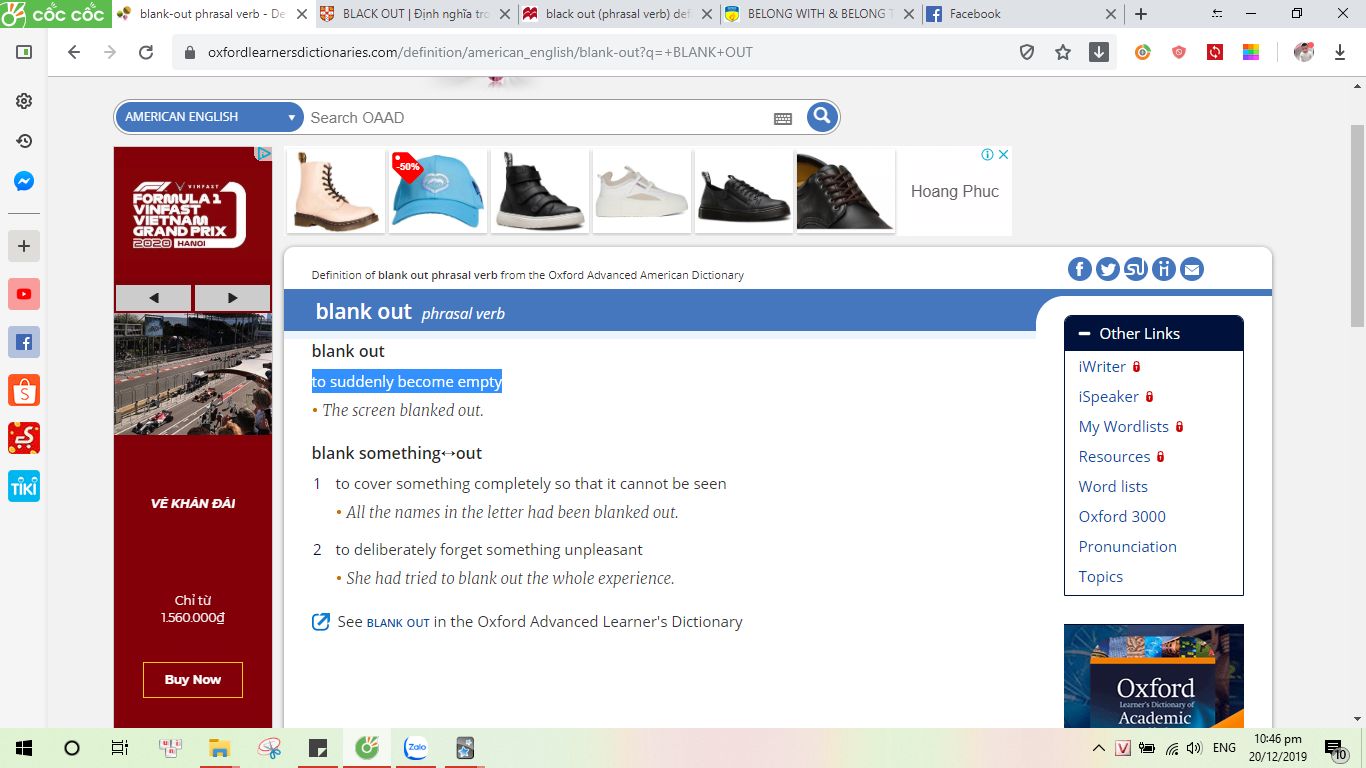 cốc cốc
blank-out phrasal verb - De
BLACK OUT | Định nghĩa tro
black out (phrasal verb) def
BELONG WITH & BELONG T
Facebook
oxfordlearnersdictionaries.com/definition/american_english/blank-out?q=+BLANK+OUT
AMERICAN ENGLISH
Search OAAD
VINFAST
FORMULA 1
VINFAST
VIETNAM
GRAND PRIX
2020 HANOI
-50%
Hoang Phuc
Definition of blank out phrasal verb from the Oxford Advanced American Dictionary
blank out phrasal verb
blank out
to suddenly become empty
• The screen blanked out.
blank something↔out
1 to cover something completely so that it cannot be seen
• All the names in the letter had been blanked out.
2 to deliberately forget something unpleasant
• She had tried to blank out the whole experience.
See BLANK OUT in the Oxford Advanced Learner's Dictionary
Other Links
iWriter
iSpeaker
My Wordlists
Resources
Word lists
Oxford 3000
Pronunciation
Topics
Oxford
Learner's Dictionary of
Academic
VÉ KHÁN ĐÀI
Chỉ từ
1.560.000₫
Buy Now
TIKI
Zalo
ENG
10:46 pm
20/12/2019
10